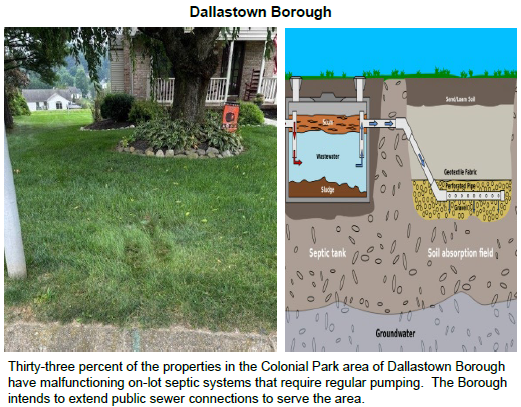 Dallastown Borough
Sand/Loam Soil
Scum
Wastewater
Geotextile Fabric
Perforated Pipe
Sludge
Gravel
Septic tank
Soil absorption field
Groundwater
Thirty-three percent of the properties in the Colonial Park area of Dallastown Borough
have malfunctioning on-lot septic systems that require regular pumping.  The Borough
intends to extend public sewer connections to serve the area.